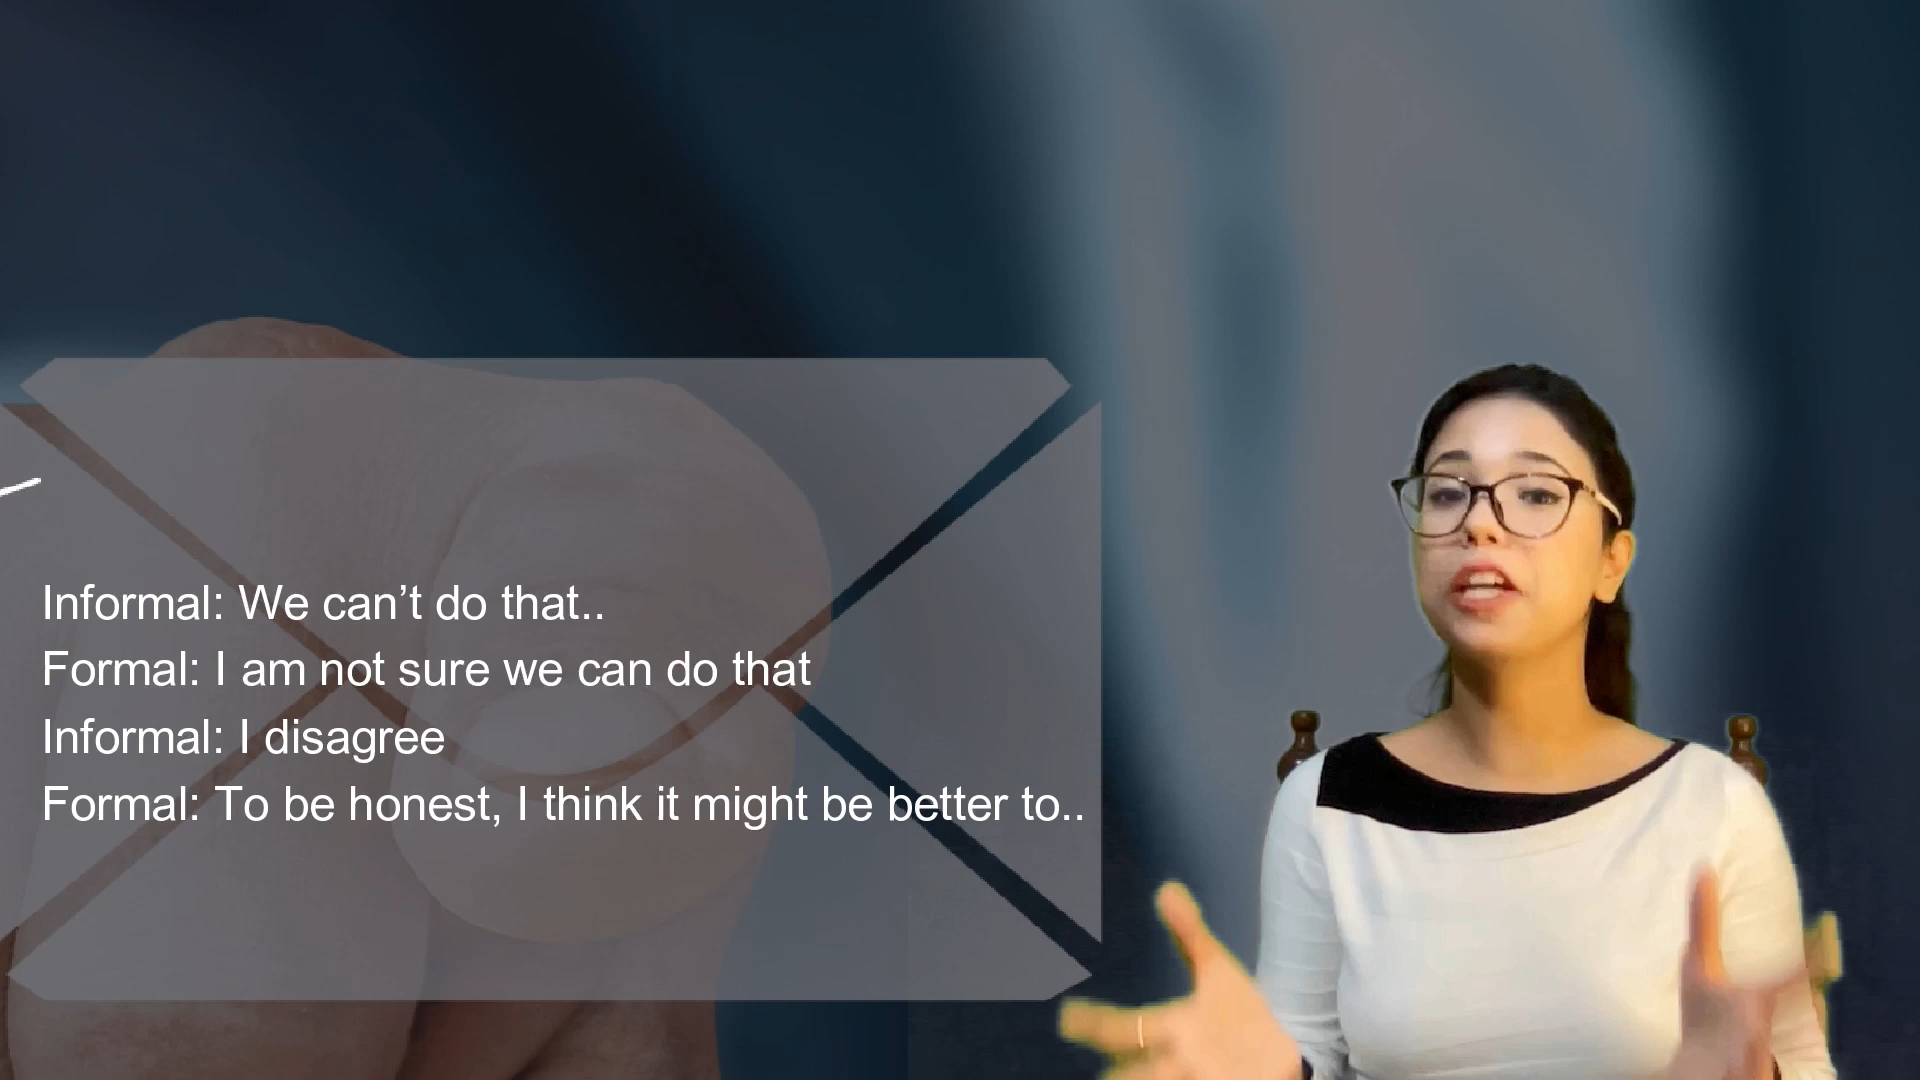 Informal: We can’t do that..
Formal: I am not sure we can do that
Informal: I disagree
Formal: To be honest, I think it might be better to..